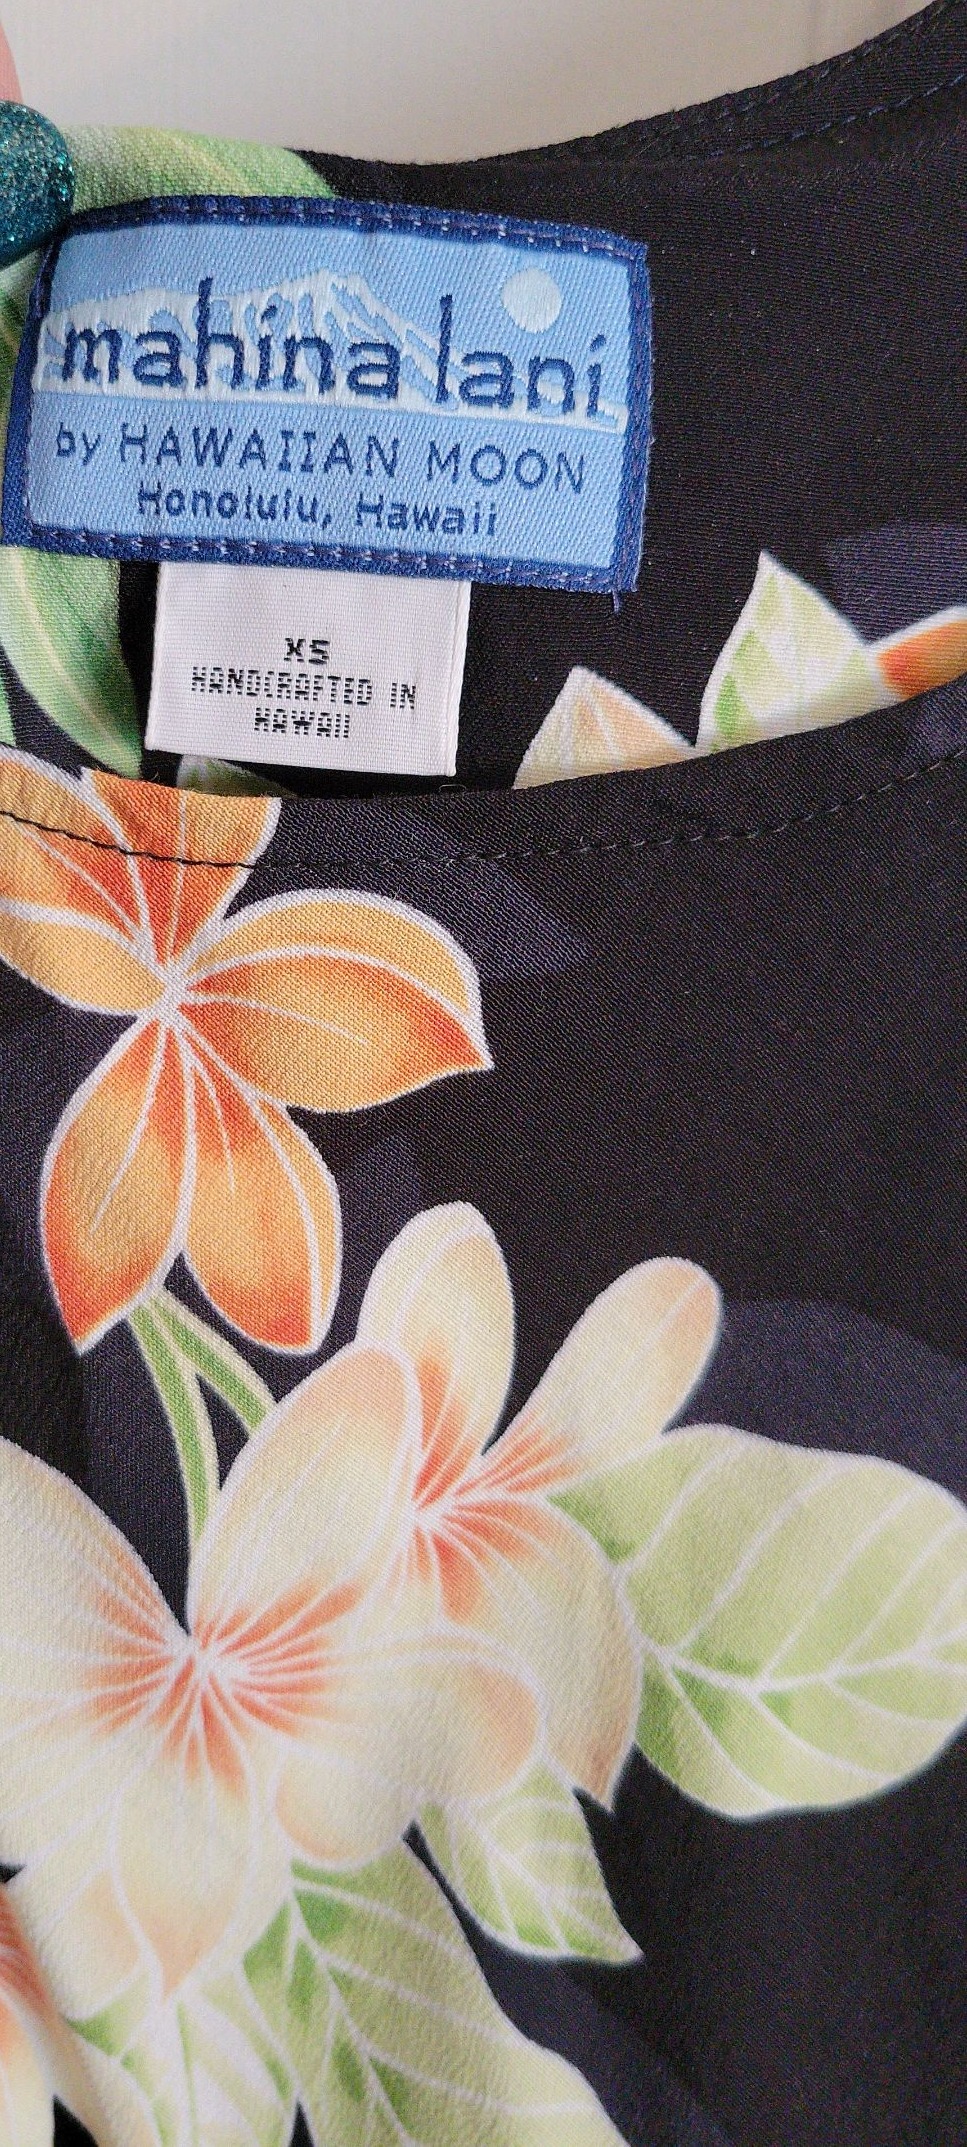 mahina lani
by HAWAIIAN MOON
Honolulu, Hawaii
XS
HANDCRAFTED IN
HAWAII